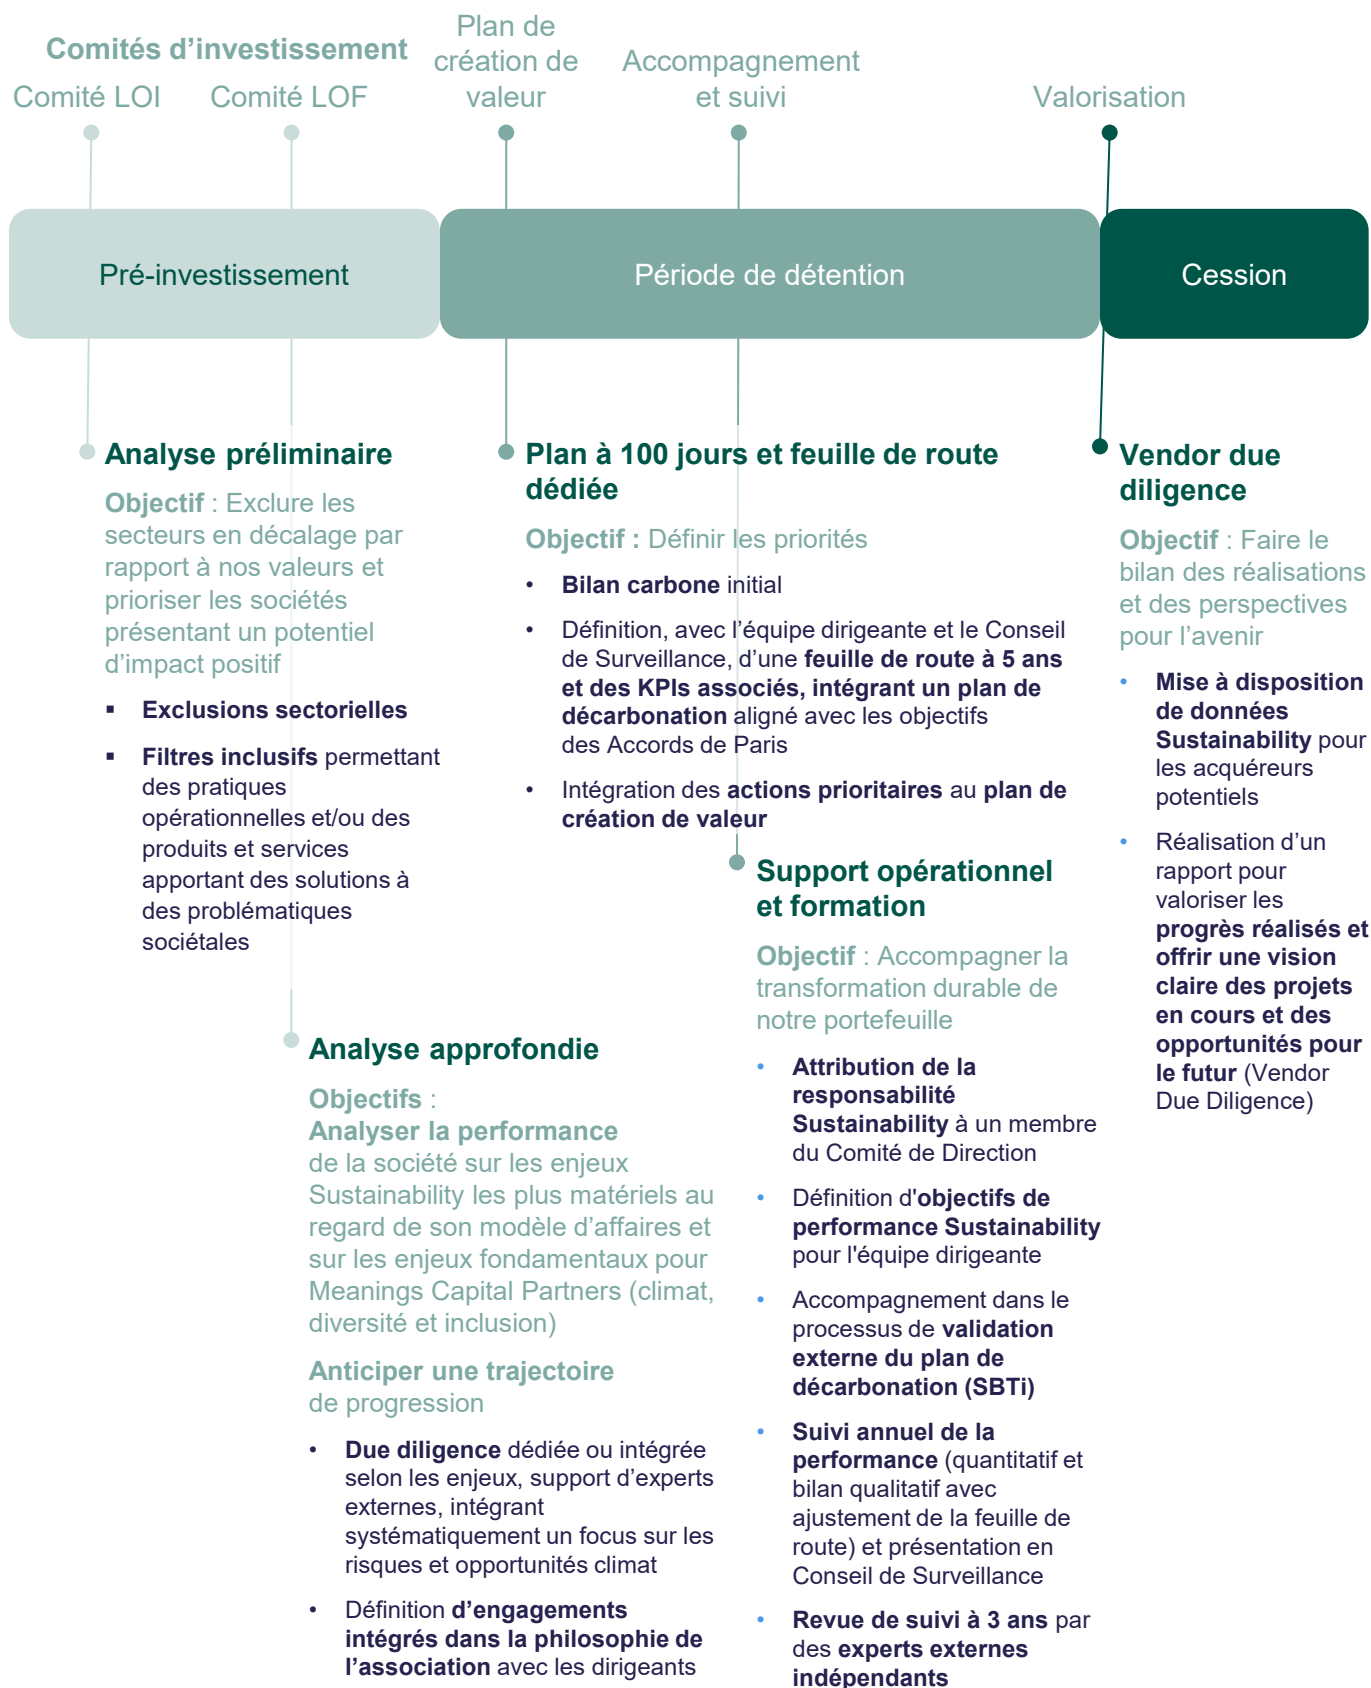 Comités d’investissement
Comité LOI
Comité LOF
Plan de
création de
valeur
Accompagnement
et suivi
Valorisation
Pré-investissement
Période de détention
Cession
Analyse préliminaire
Objectif : Exclure les
secteurs en décalage par
rapport à nos valeurs et
prioriser les sociétés
présentant un potentiel
d’impact positif
▪ Exclusions sectorielles
▪ Filtres inclusifs permettant
des pratiques
opérationnelles et/ou des
produits et services
apportant des solutions à
des problématiques
sociétales
Analyse approfondie
Objectifs :
Analyser la performance
de la société sur les enjeux
Sustainability les plus matériels au
regard de son modèle d’affaires et
sur les enjeux fondamentaux pour
Meanings Capital Partners (climat,
diversité et inclusion)
Anticiper une trajectoire
de progression
• Due diligence dédiée ou intégrée
selon les enjeux, support d’experts
externes, intégrant
systématiquement un focus sur les
risques et opportunités climat
• Définition d’engagements
intégrés dans la philosophie de
l’association avec les dirigeants
Plan à 100 jours et feuille de route
dédiée
Objectif : Définir les priorités
• Bilan carbone initial
• Définition, avec l’équipe dirigeante et le Conseil
de Surveillance, d’une feuille de route à 5 ans
et des KPIs associés, intégrant un plan de
décarbonation aligné avec les objectifs
des Accords de Paris
• Intégration des actions prioritaires au plan de
création de valeur
Support opérationnel
et formation
Objectif : Accompagner la
transformation durable de
notre portefeuille
• Attribution de la
responsabilité
Sustainability à un membre
du Comité de Direction
• Définition d'objectifs de
performance Sustainability
pour l'équipe dirigeante
• Accompagnement dans le
processus de validation
externe du plan de
décarbonation (SBTi)
• Suivi annuel de la
performance (quantitatif et
bilan qualitatif avec
ajustement de la feuille de
route) et présentation en
Conseil de Surveillance
• Revue de suivi à 3 ans par
des experts externes
indépendants
Vendor due
diligence
Objectif : Faire le
bilan des réalisations
et des perspectives
pour l’avenir
• Mise à disposition
de données
Sustainability pour
les acquéreurs
potentiels
• Réalisation d’un
rapport pour
valoriser les
progrès réalisés et
offrir une vision
claire des projets
en cours et des
opportunités pour
le futur (Vendor
Due Diligence)